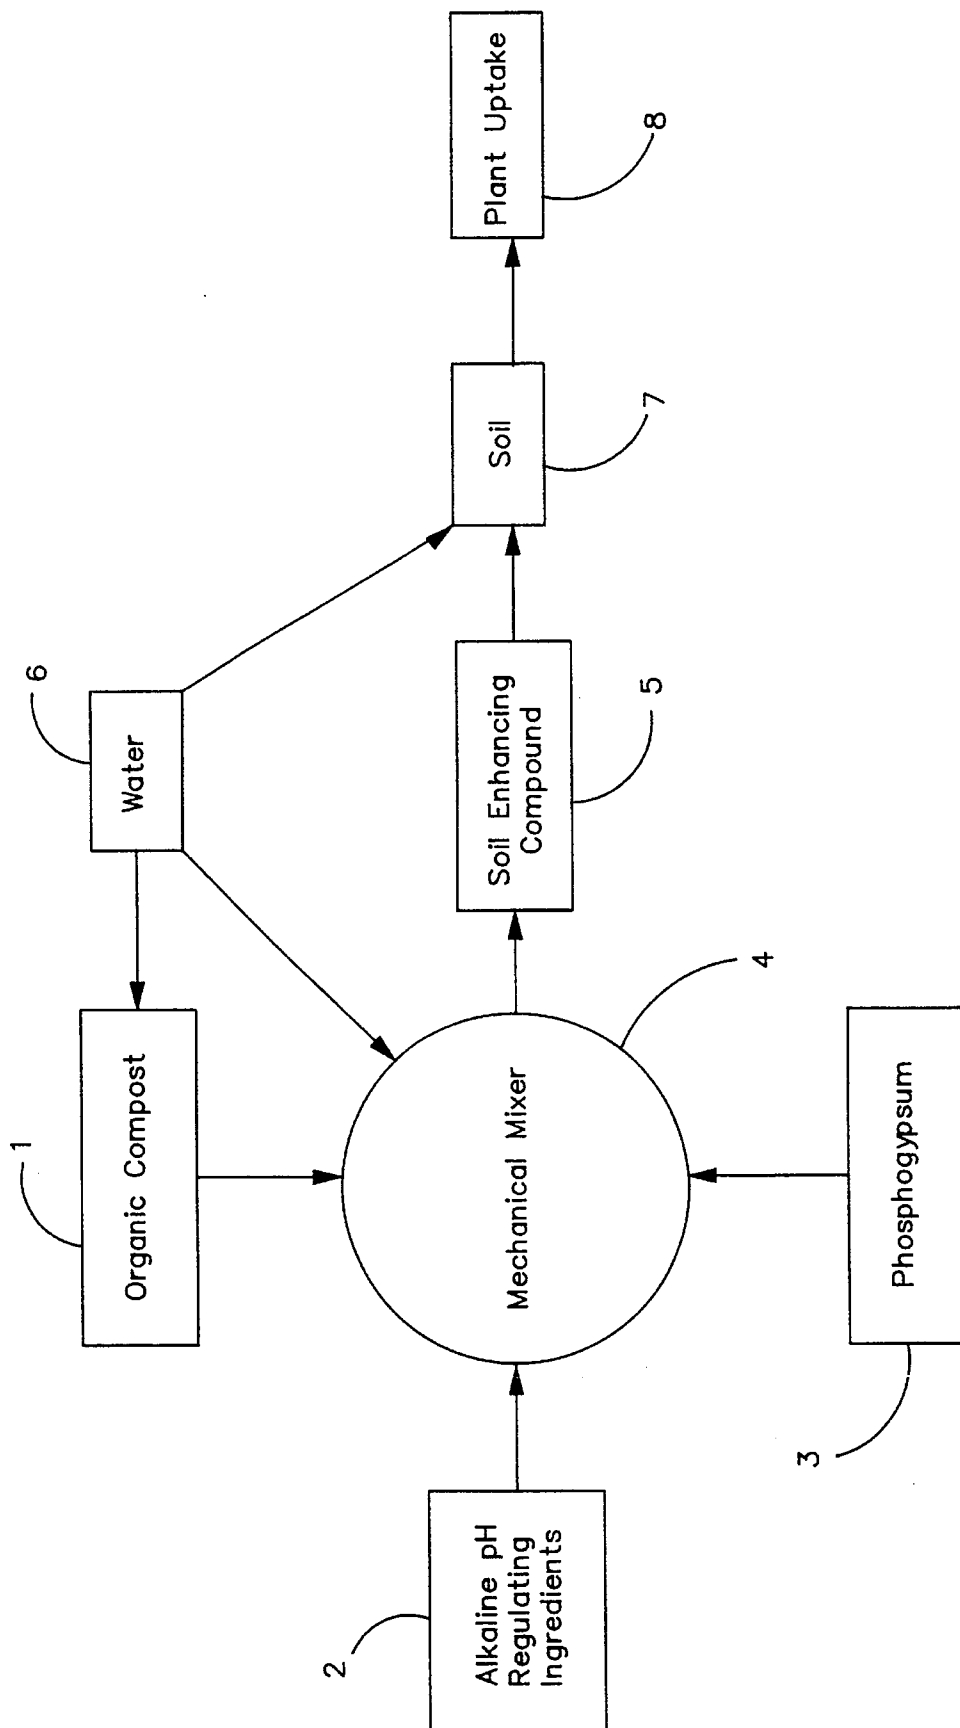 1
Organic Compost
6
Water
2
Alkaline pH
Regulating
Ingredients
Mechanical Mixer
4
Soil Enhancing
Compound
5
Soil
7
Plant Uptake
8
3
Phosphogypsum